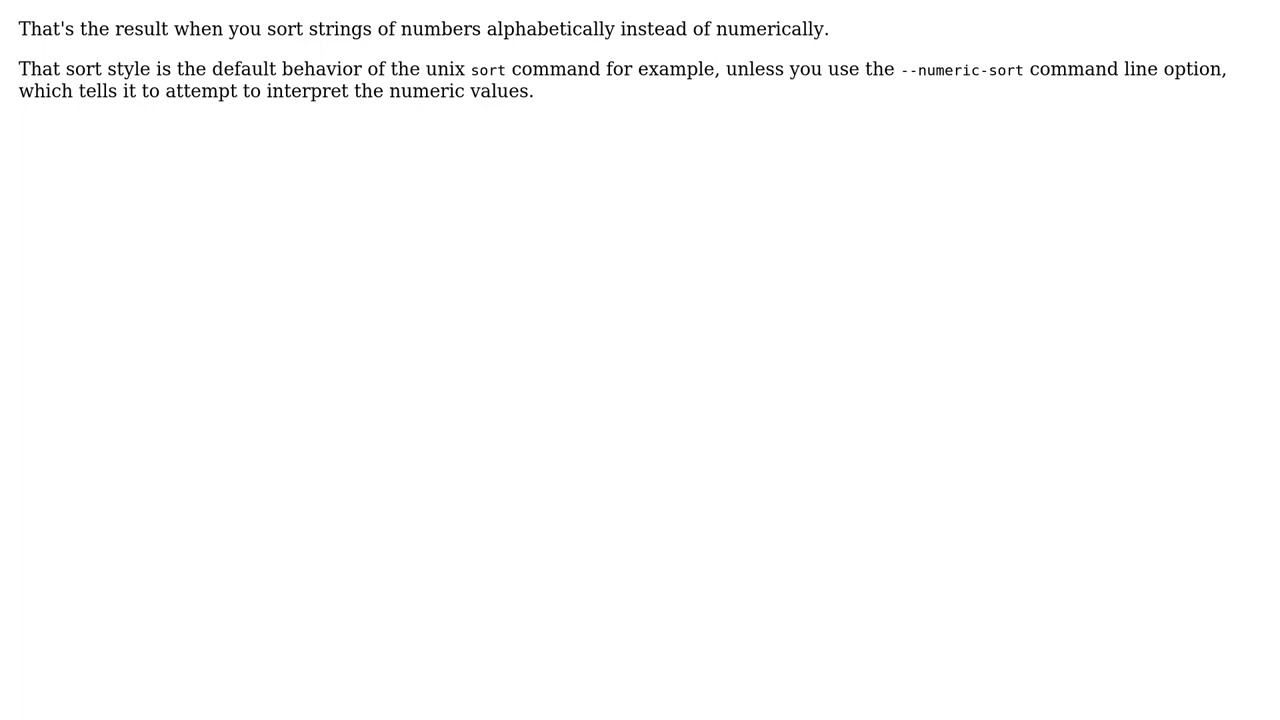 That's the result when you sort strings of numbers alphabetically instead of numerically.
That sort style is the default behavior of the unix sort command for example, unless you use the --numeric-sort command line option,
which tells it to attempt to interpret the numeric values.